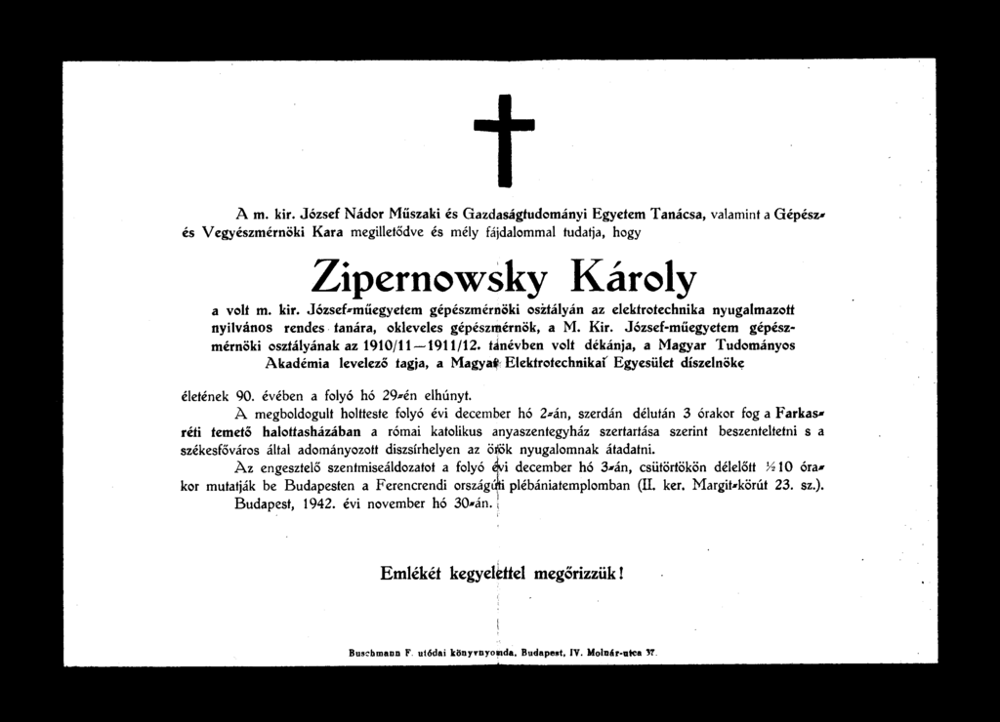 A m. kir. József Nádor Műszaki és Gazdaságtudományi Egyetem Tanácsa, valamint a Gépész-
és Vegyészmérnöki Kara megilletődve és mély fájdalommal tudatja, hogy
Zipernowsky Károly
a volt m. kir. József-műegyetem gépészmérnöki osztályán az elektrotechnika nyugalmazott
nyilvános rendes tanára, okleveles gépészmérnök, a M. Kir. József-műegyetem gépész-
mérnöki osztályának az 1910/11—1911/12. tanévben volt dékánja, a Magyar Tudományos
Akadémia levelező tagja, a Magyar Elektrotechnikai Egyesület díszelnöke
életének 90. évében a folyó hó 29-én elhúnyt.
A megboldogult holtteste folyó évi december hó 2-án, szerdán délután 3 órakor fog a Farkas-
réti temető halottasházában a római katolikus anyaszentegyház szertartása szerint beszenteltetni s a
székesfőváros által adományozott diszsírhelyen az örök nyugalomnak átadatni.
Az engesztelő szentmiseáldozatot a folyó évi december hó 3-án, csütörtökön délelőtt ½10 óra-
kor mutatják be Budapesten a Ferencrendi országúti plébániatemplomban (II. ker. Margit-körút 23. sz.).
Budapest, 1942. évi november hó 30-án.
Emlékét kegyelettel megőrizzük!
Buschmann F. utódai könyvnyomda, Budapest, IV. Molnár-utca 37.